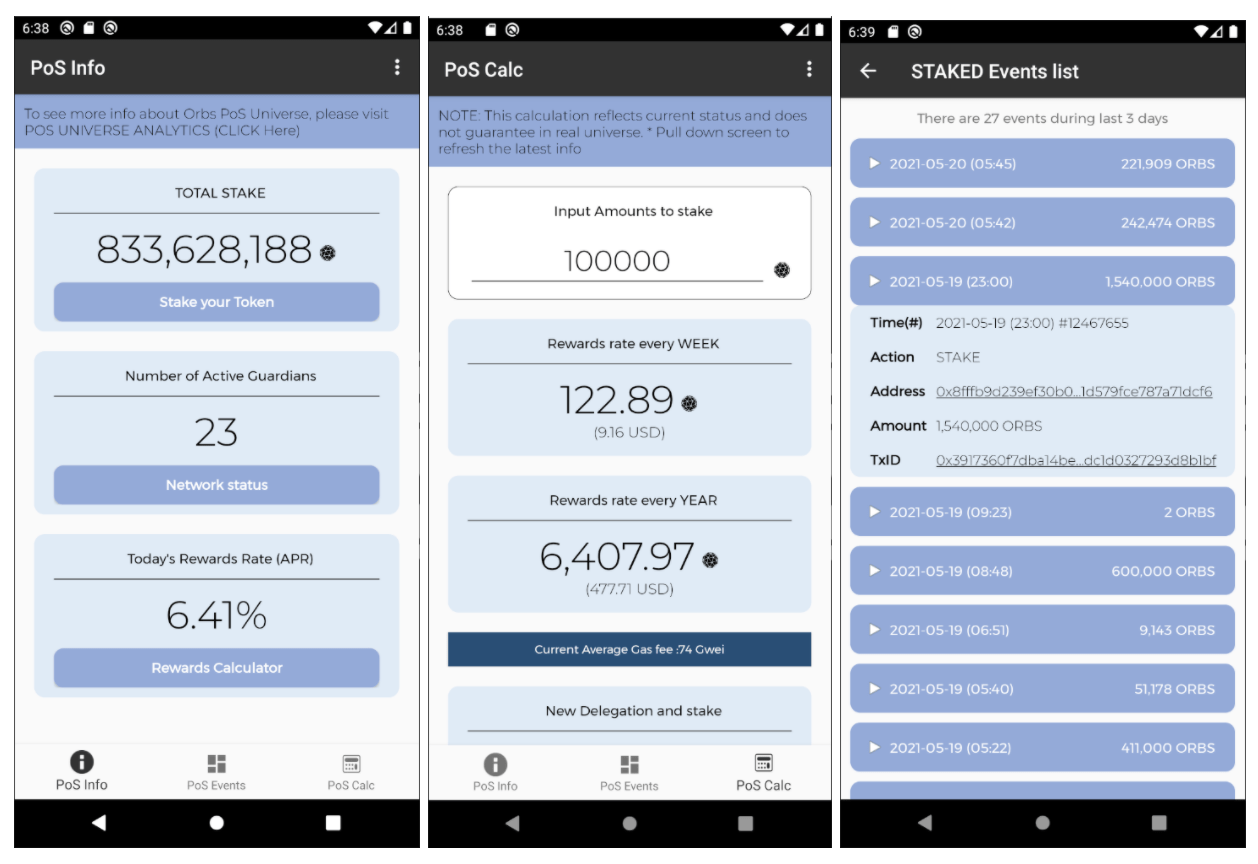 6:38
PoS Info
To see more info about Orbs PoS Universe, please visit
POS UNIVERSE ANALYTICS (CLICK Here)
TOTAL STAKE
833,628,188
Stake your Token
Number of Active Guardians
23
Network status
Today's Rewards Rate (APR)
6.41%
Rewards Calculator
PoS Info
PoS Events
PoS Calc
6:38
PoS Calc
NOTE: This calculation reflects current status and does
not guarantee in real universe. * Pull down screen to
refresh the latest info
Input Amounts to stake
100000
Rewards rate every WEEK
122.89
(9.16 USD)
Rewards rate every YEAR
6,407.97
(477.71 USD)
Current Average Gas fee :74 Gwei
New Delegation and stake
PoS Info
PoS Events
PoS Calc
6:39
STAKED Events list
There are 27 events during last 3 days
2021-05-20 (05:45) 221,909 ORBS
2021-05-20 (05:42) 242,474 ORBS
2021-05-19 (23:00) 1,540,000 ORBS
Time(#) 2021-05-19 (23:00) #12467655
Action STAKE
Address 0x8fffb9d239ef30b0...1d579fce787a71dcf6
Amount 1,540,000 ORBS
TxID 0x3917360f7dba14be...dc1d0327293d8b1bf
2021-05-19 (09:23) 2 ORBS
2021-05-19 (08:48) 600,000 ORBS
2021-05-19 (06:51) 9,143 ORBS
2021-05-19 (05:40) 51,178 ORBS
2021-05-19 (05:22) 411,000 ORBS